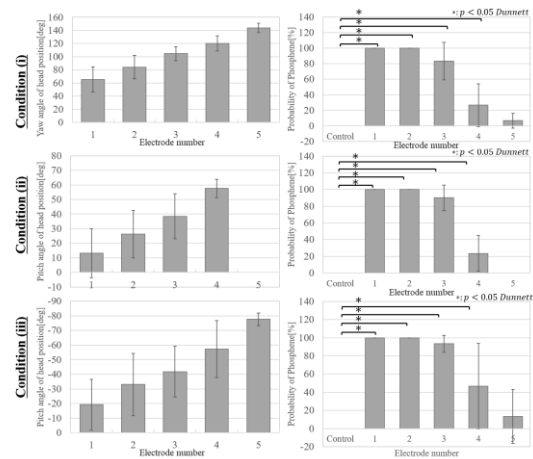 Condition (i)
Yaw angle of head position[deg]
160
140
120
100
80
60
40
20
0
1 2 3 4 5
Electrode number
*: p < 0.05 Dunnett
Probability of Phosphene[%]
100
80
60
40
20
0
-20
*
*
*
*
Control 1 2 3 4 5
Electrode number
Condition (ii)
Pitch angle of head position[deg]
80
70
60
50
40
30
20
10
0
-10
1 2 3 4 5
Electrode number
*: p < 0.05 Dunnett
Probability of Phosphene[%]
100
80
60
40
20
0
*
*
*
*
Control 1 2 3 4 5
Electrode number
Condition (iii)
Pitch angle of head position[deg]
-90
-80
-70
-60
-50
-40
-30
-20
-10
0
1 2 3 4 5
Electrode number
*: p < 0.05 Dunnett
Probability of Phosphene[%]
140
120
100
80
60
40
20
0
-20
*
*
*
*
Control 1 2 3 4 5
Electrode number